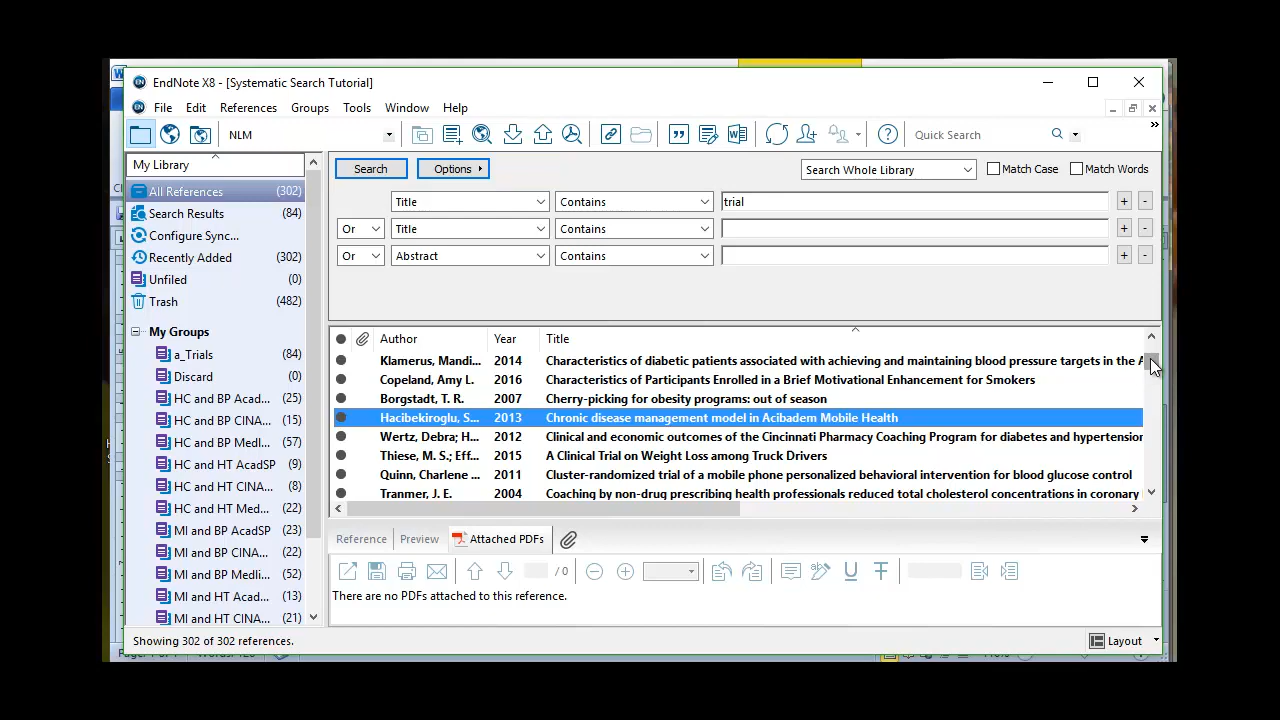 EndNote X8 - [Systematic Search Tutorial]
File Edit References Groups Tools Window Help
NLM
Quick Search
My Library
All References (302)
Search Results (84)
Configure Sync...
Recently Added (302)
Unfiled (0)
Trash (482)
My Groups
a_Trials (84)
Discard (0)
HC and BP Acad... (25)
HC and BP CINA... (12)
HC and BP Medl... (57)
HC and HT AcadSP (9)
HC and HT CINA... (8)
HC and HT Med... (22)
MI and BP AcadSP (23)
MI and BP CINA... (22)
MI and BP Medli... (52)
MI and HT Acad... (13)
MI and HT CINA... (21)
Search Options Search Whole Library Match Case Match Words
Title Contains trial + -
Or Title Contains + -
Or Abstract Contains + -
Author Year Title
Klamerus, Mandi... 2014 Characteristics of diabetic patients associated with achieving and maintaining blood pressure targets in the A
Copeland, Amy L. 2016 Characteristics of Participants Enrolled in a Brief Motivational Enhancement for Smokers
Borgstadt, T. R. 2007 Cherry-picking for obesity programs: out of season
Hacibekiroglu, S... 2013 Chronic disease management model in Acibadem Mobile Health
Wertz, Debra; H... 2012 Clinical and economic outcomes of the Cincinnati Pharmacy Coaching Program for diabetes and hypertension
Thiese, M. S.; Eff... 2015 A Clinical Trial on Weight Loss among Truck Drivers
Quinn, Charlene ... 2011 Cluster-randomized trial of a mobile phone personalized behavioral intervention for blood glucose control
Tranmer, J. E. 2004 Coaching by non-drug prescribing health professionals reduced total cholesterol concentrations in coronary
Reference Preview Attached PDFs
/ 0
There are no PDFs attached to this reference.
Showing 302 of 302 references.
Layout